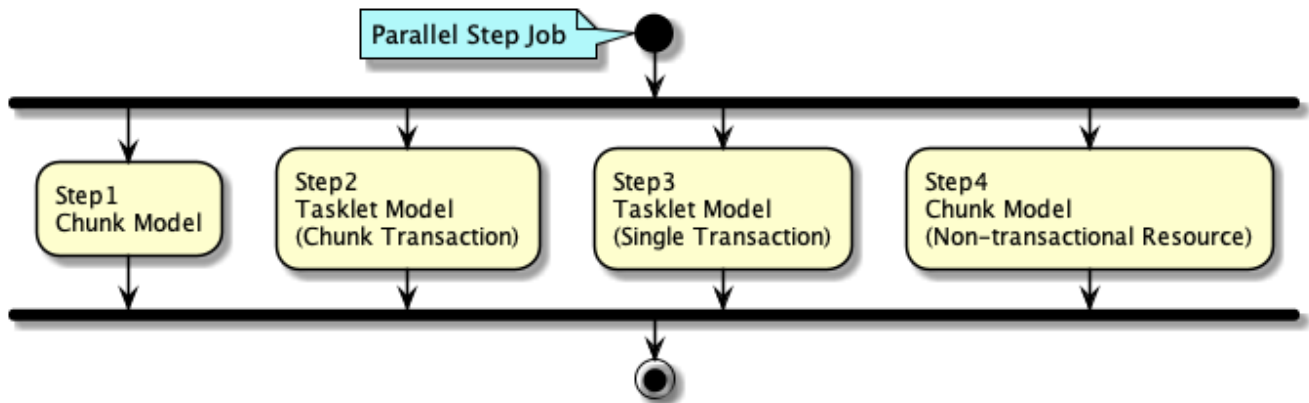 Parallel Step Job
Step1
Chunk Model
Step2
Tasklet Model
(Chunk Transaction)
Step3
Tasklet Model
(Single Transaction)
Step4
Chunk Model
(Non-transactional Resource)